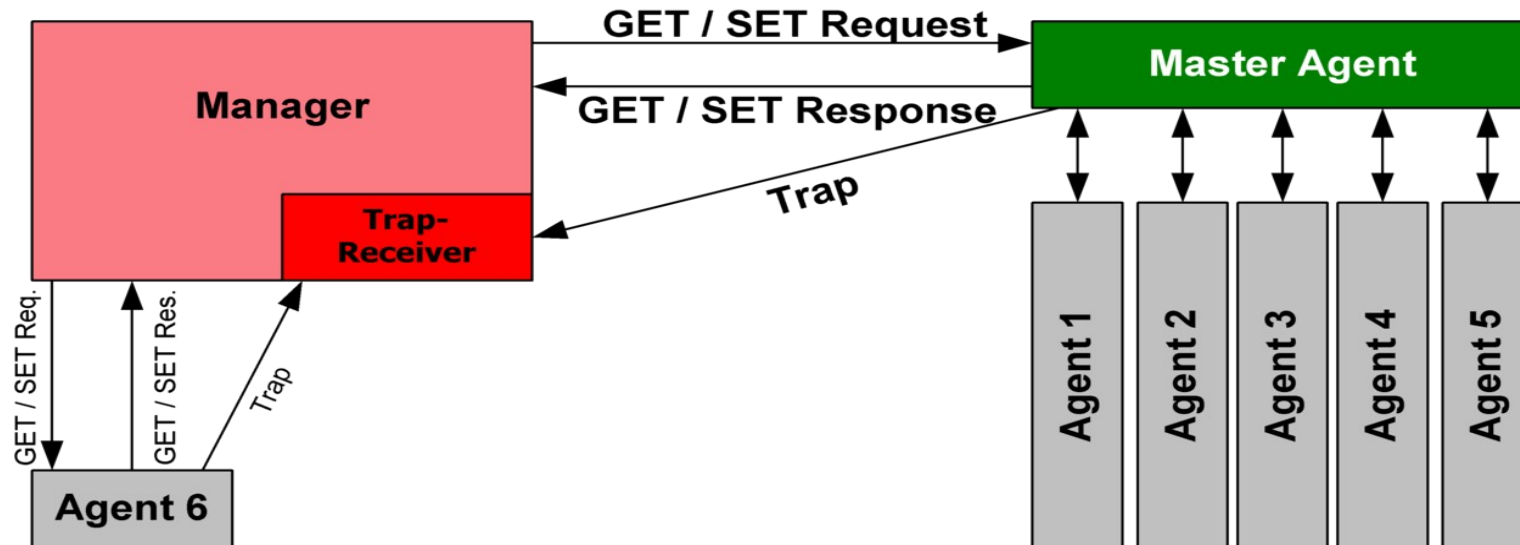 GET / SET Request
Master Agent
Manager
GET / SET Response
Trap
Trap-
Receiver
GET / SET Req.
GET / SET Res.
Trap
Agent 1
Agent 2
Agent 3
Agent 4
Agent 5
Agent 6